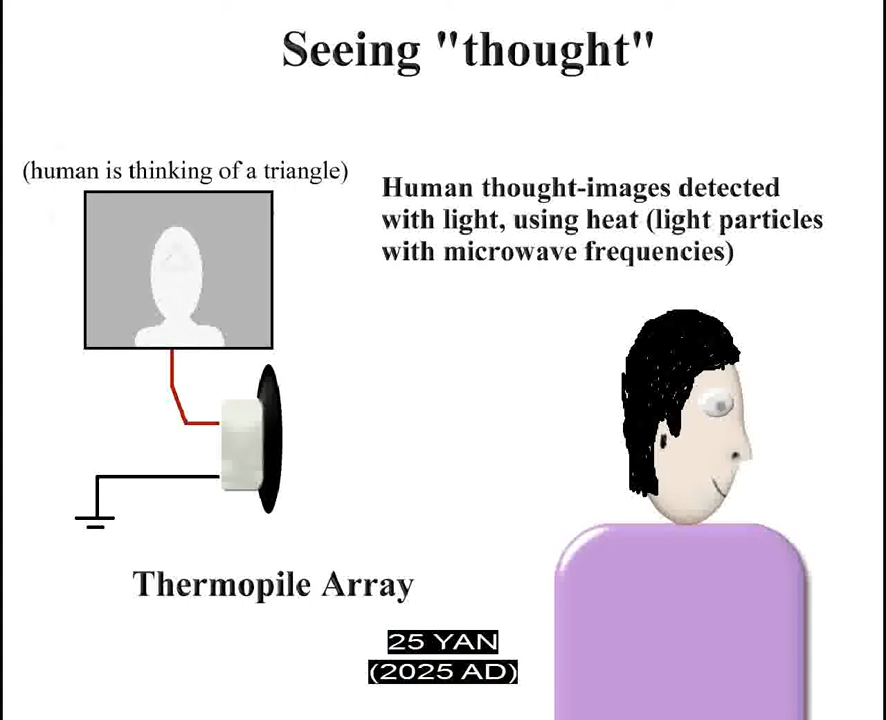 Seeing "thought"
(human is thinking of a triangle)
Human thought-images detected
with light, using heat (light particles
with microwave frequencies)
Thermopile Array
25 YAN
(2025 AD)